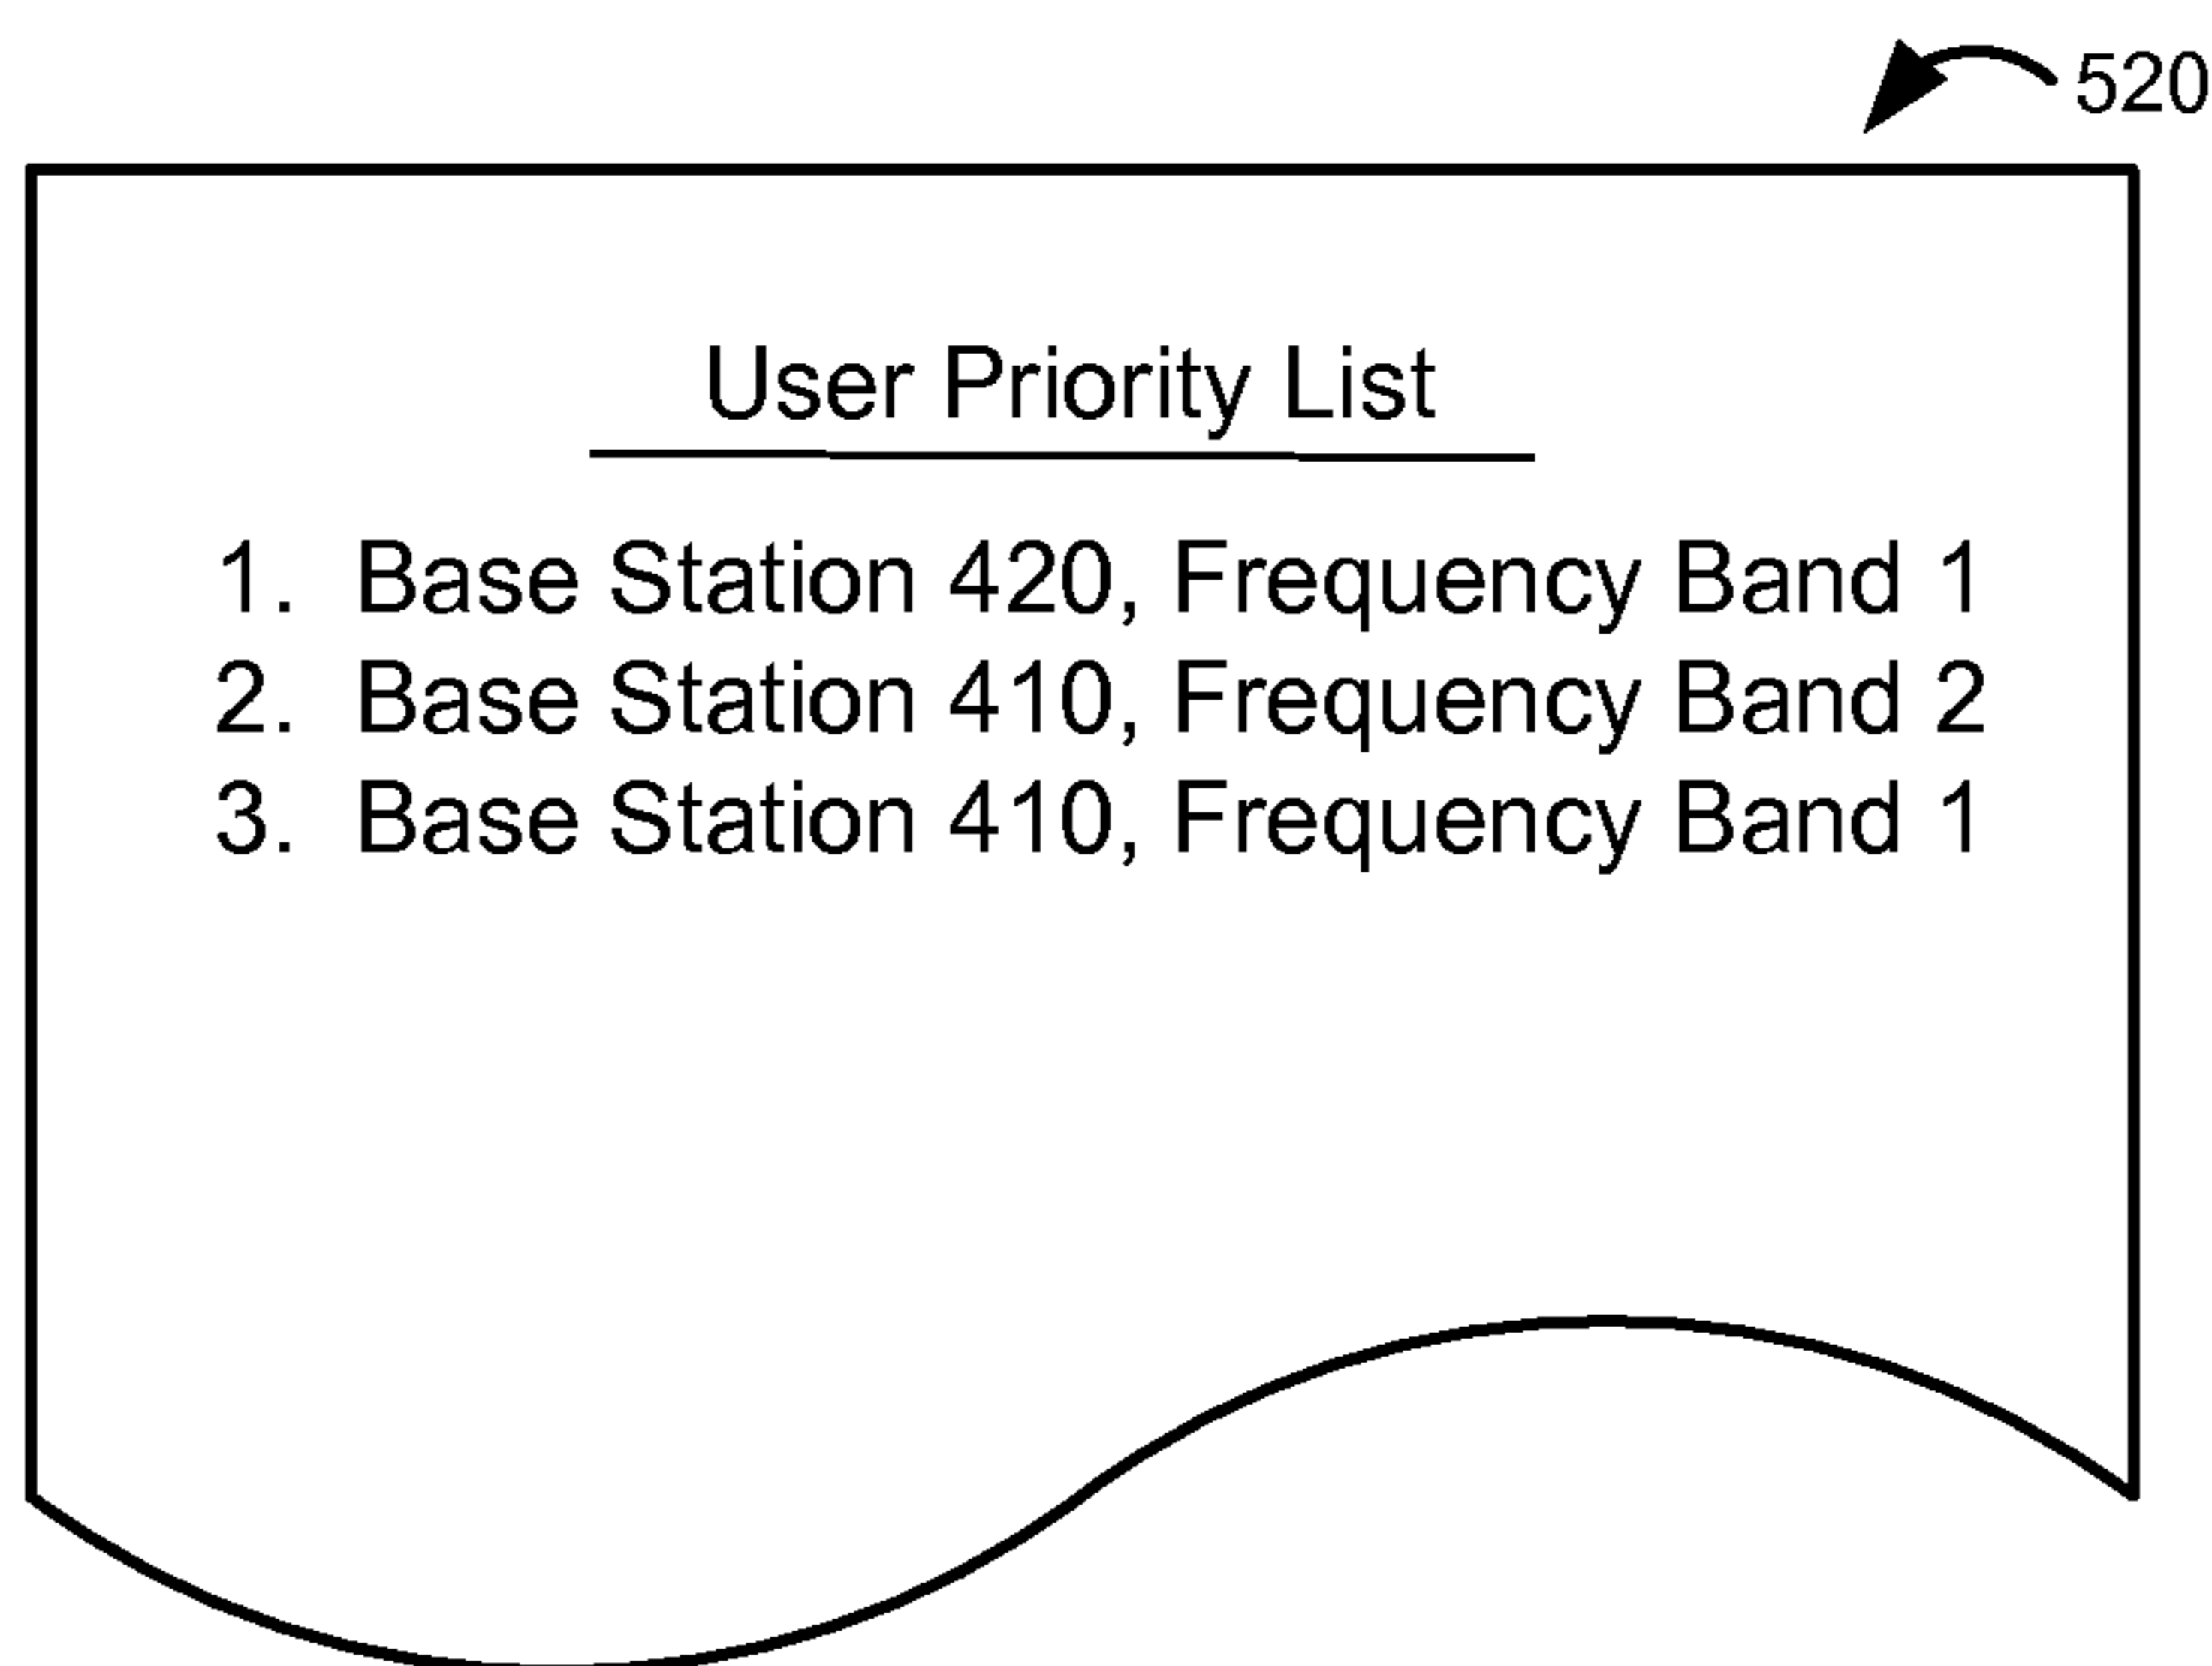 520
User Priority List
1. Base Station 420, Frequency Band 1
2. Base Station 410, Frequency Band 2
3. Base Station 410, Frequency Band 1